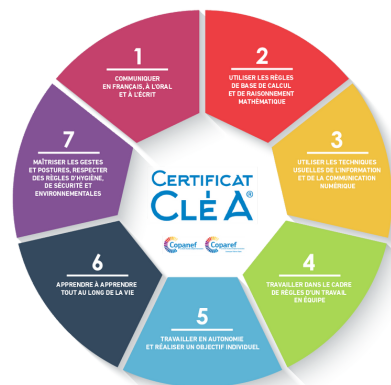 1
COMMUNIQUER
EN FRANÇAIS, À L'ORAL
ET À L'ÉCRIT
2
UTILISER LES RÈGLES
DE BASE DE CALCUL
ET DE RAISONNEMENT
MATHÉMATIQUE
3
UTILISER LES TECHNIQUES
USUELLES DE L'INFORMATION
ET DE LA COMMUNICATION
NUMÉRIQUE
4
TRAVAILLER DANS LE CADRE
DE RÈGLES D'UN TRAVAIL
EN ÉQUIPE
5
TRAVAILLER EN AUTONOMIE
ET RÉALISER UN OBJECTIF INDIVIDUEL
6
APPRENDRE À APPRENDRE
TOUT AU LONG DE LA VIE
7
MAÎTRISER LES GESTES
ET POSTURES, RESPECTER
DES RÈGLES D'HYGIÈNE,
DE SÉCURITÉ ET
ENVIRONNEMENTALES
CERTIFICAT
CLÉA®
Copanef Coparef